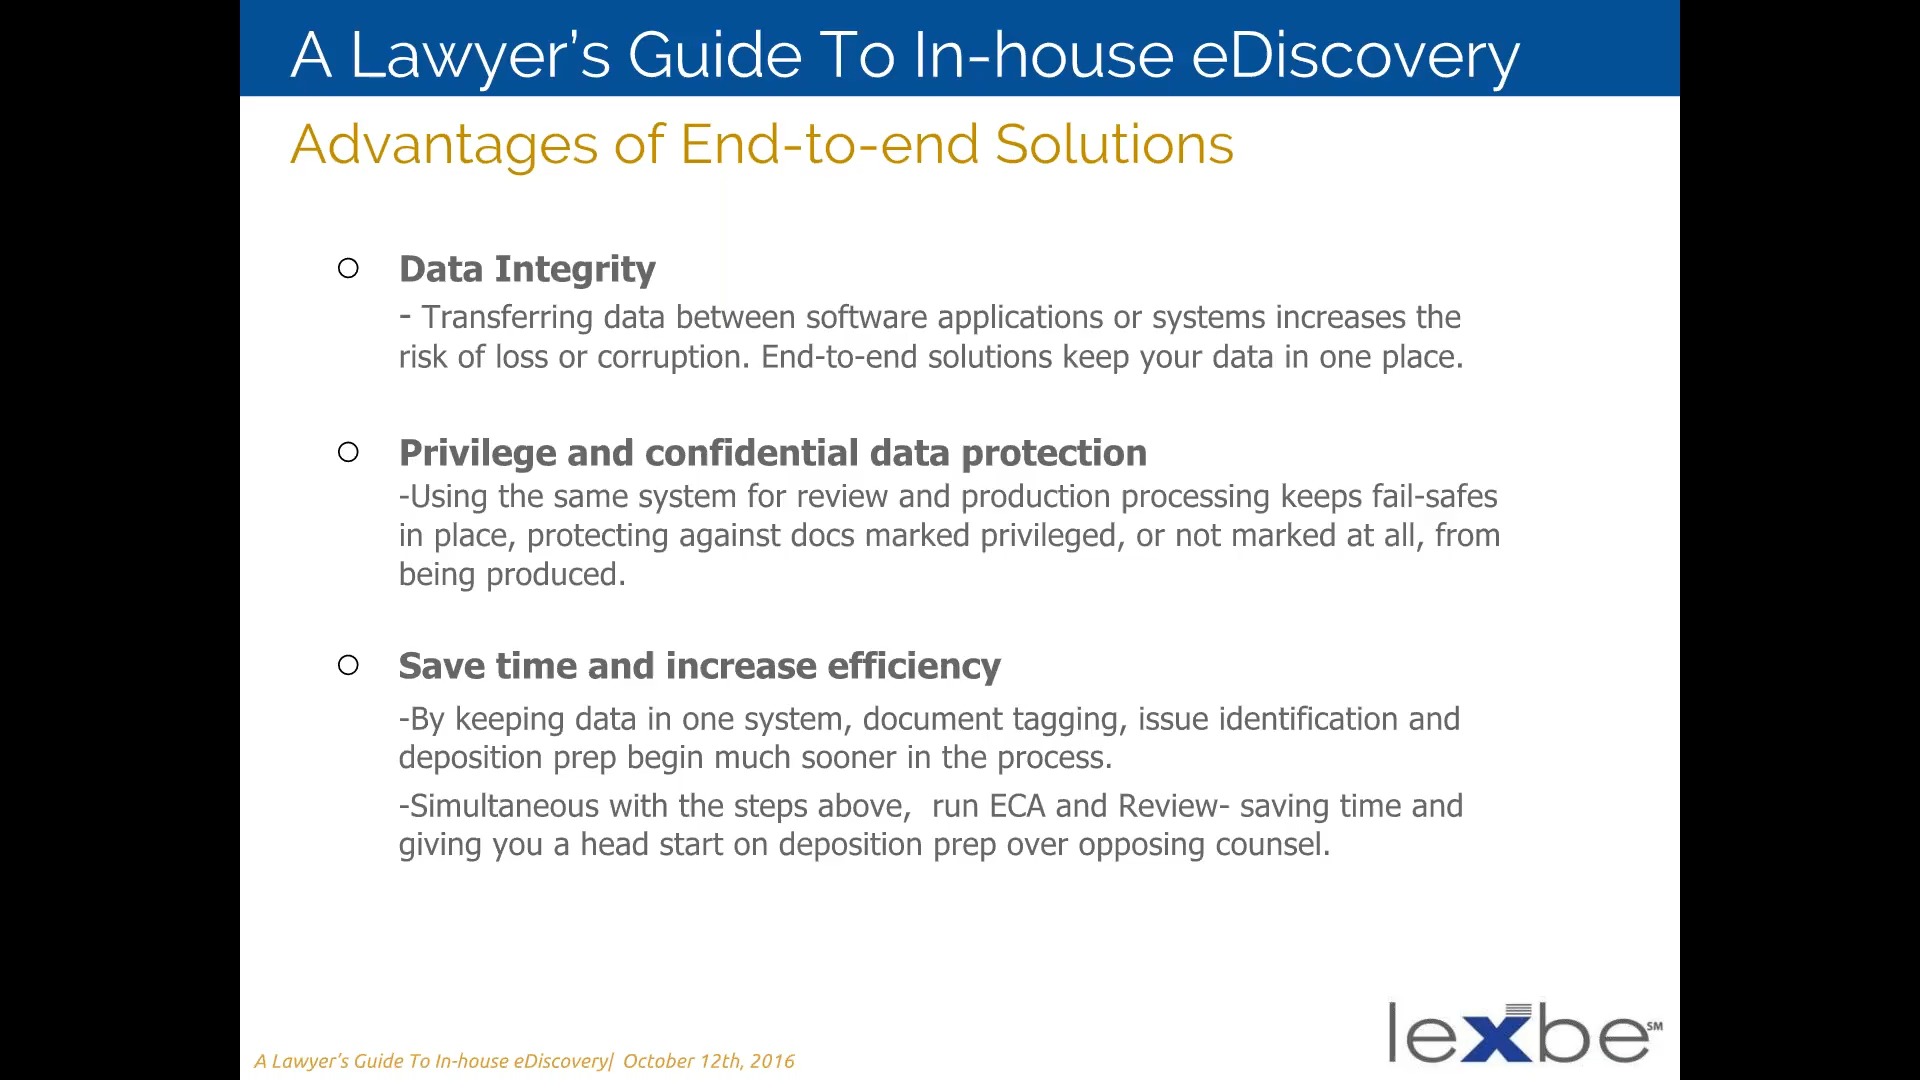 A Lawyer’s Guide To In-house eDiscovery
Advantages of End-to-end Solutions
Data Integrity
- Transferring data between software applications or systems increases the
risk of loss or corruption. End-to-end solutions keep your data in one place.
Privilege and confidential data protection
-Using the same system for review and production processing keeps fail-safes
in place, protecting against docs marked privileged, or not marked at all, from
being produced.
Save time and increase efficiency
-By keeping data in one system, document tagging, issue identification and
deposition prep begin much sooner in the process.
-Simultaneous with the steps above,  run ECA and Review- saving time and
giving you a head start on deposition prep over opposing counsel.
lexbe SM
A Lawyer’s Guide To In-house eDiscovery|  October 12th, 2016